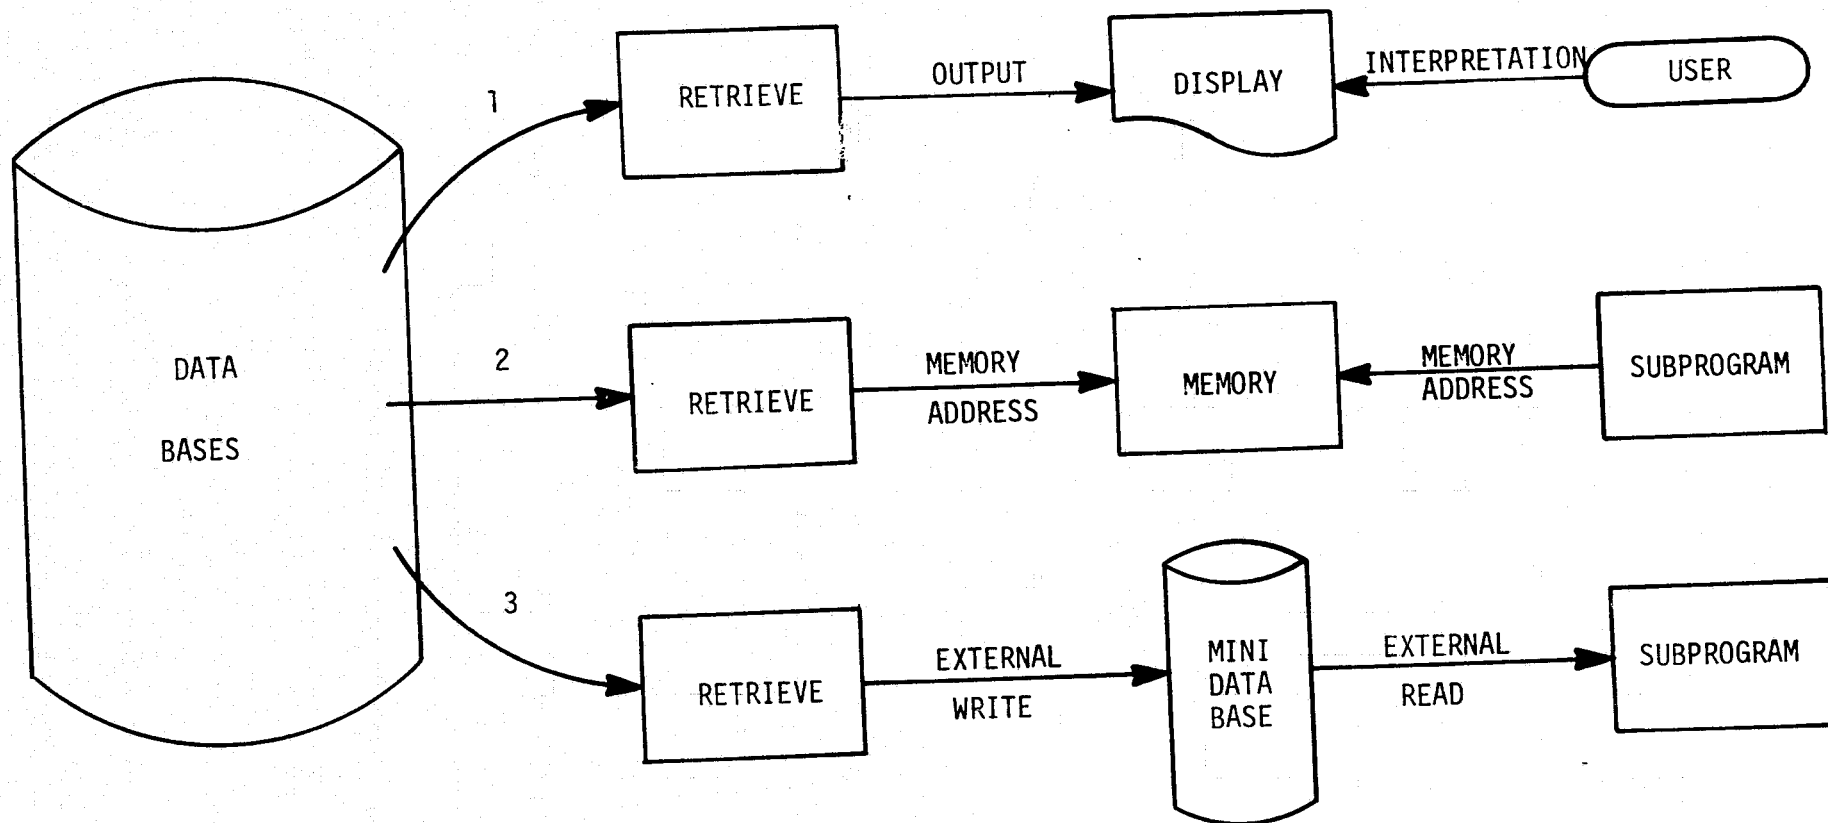 DATA
BASES
1
RETRIEVE
OUTPUT
DISPLAY
INTERPRETATION
USER
2
RETRIEVE
MEMORY
ADDRESS
MEMORY
MEMORY
ADDRESS
SUBPROGRAM
3
RETRIEVE
EXTERNAL
WRITE
MINI
DATA
BASE
EXTERNAL
READ
SUBPROGRAM